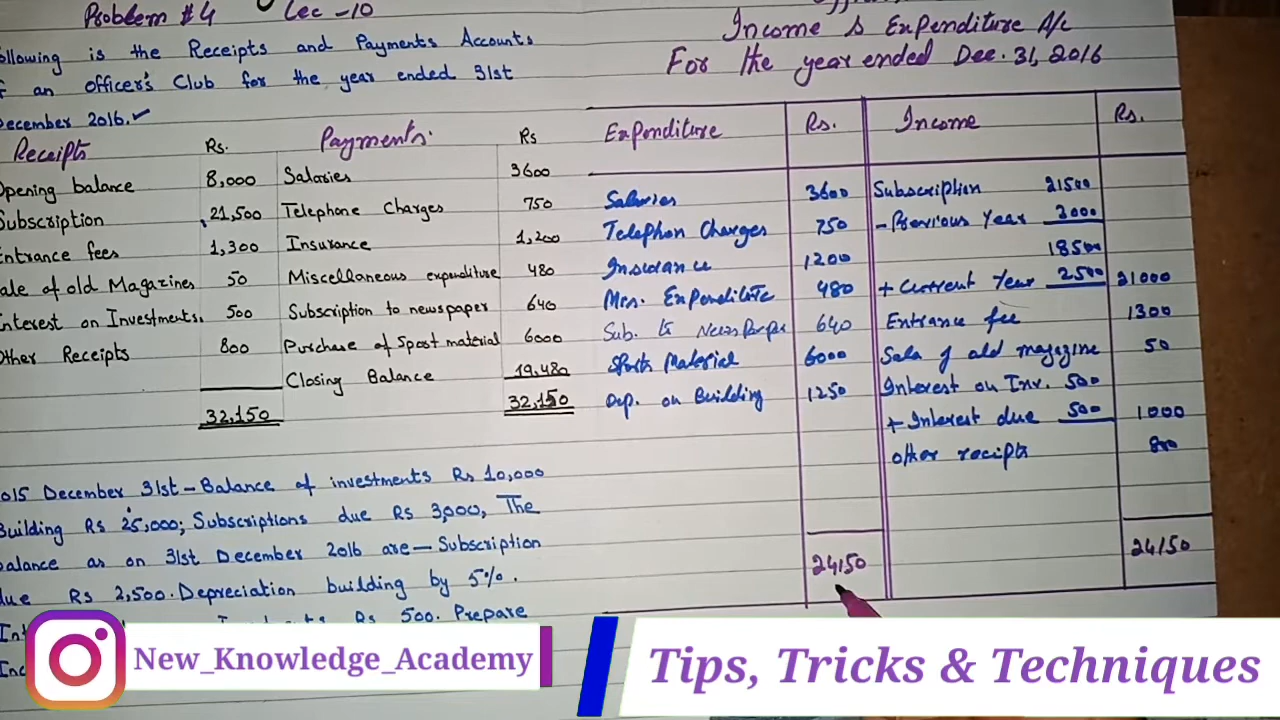 Problem #4 Lec -10
ollowing is the Receipts and Payments Accounts
an officer's Club for the year ended 31st
ecember 2016.
Receipts Rs. Payments. Rs
Opening balance 8,000 Salaries 3600
Subscription 21,500 Telephone Charges 750
Entrance fees 1,300 Insurance 1,200
ale of old Magazines 50 Miscellaneous expenditure 480
Interest on Investments. 500 Subscription to newspaper 640
Other Receipts 800 Purchase of Spost material 6000
Closing Balance 19,480
32,150 32,150
015 December 31st - Balance of investments Rs 10,000
Building Rs 25,000; Subscriptions due Rs 3,000, The
balance as on 31st December 2016 are - Subscription
due Rs 2,500. Depreciation building by 5%.
Int Rs 500. Prepare
Inc
Income & Expenditure A/c
For the year ended Dec. 31, 2016
Expenditure Rs. Income Rs.
Salaries 3600 Subscription 21500
Telephon Charges 750 - Previous Year 3000
Insurance 1200 18500
Mis. Expenditure 480 + Current Year 2500 21000
Sub. to News Paper 640 Entrance fee 1300
Sports Material 6000 Sale of old magazine 50
Dep. on Building 1250 Interest on Inv. 500
+ Interest due 500 1000
other recipts 800
24150 24150
New_Knowledge_Academy
Tips, Tricks & Techniques